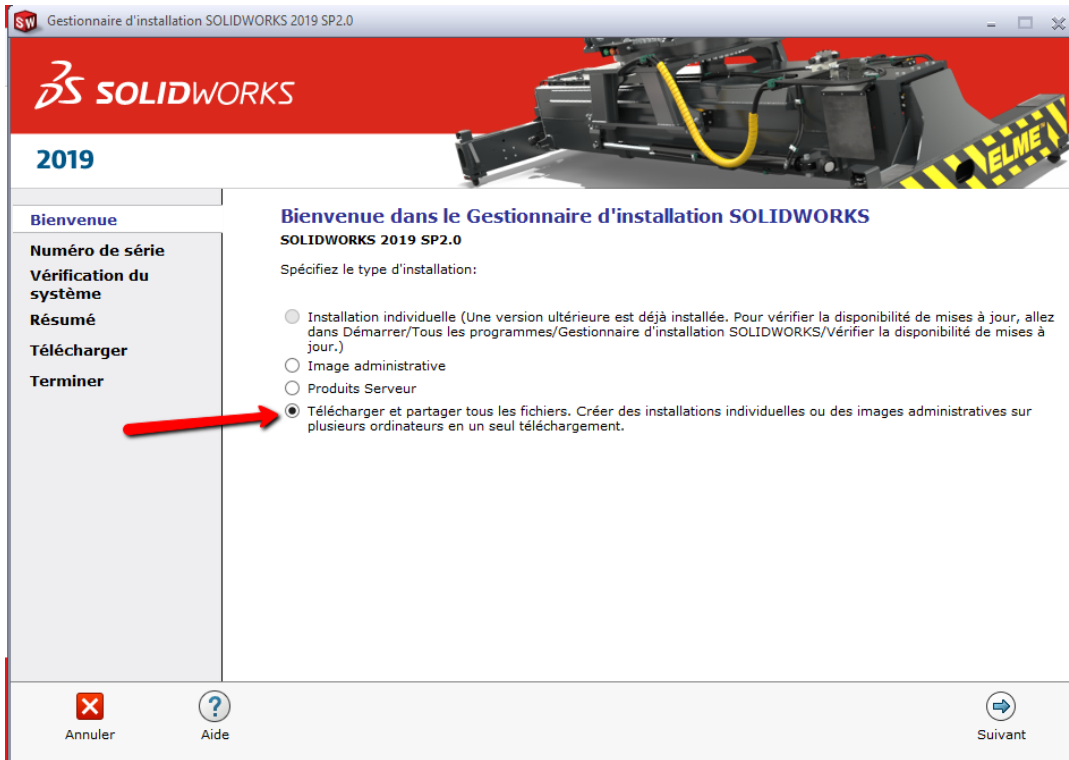 Gestionnaire d'installation SOLIDWORKS 2019 SP2.0
SOLIDWORKS
2019
ELME
Bienvenue
Numéro de série
Vérification du
système
Résumé
Télécharger
Terminer
Bienvenue dans le Gestionnaire d'installation SOLIDWORKS
SOLIDWORKS 2019 SP2.0
Spécifiez le type d'installation:
Installation individuelle (Une version ultérieure est déjà installée. Pour vérifier la disponibilité de mises à jour, allez
dans Démarrer/Tous les programmes/Gestionnaire d'installation SOLIDWORKS/Vérifier la disponibilité de mises à
jour.)
Image administrative
Produits Serveur
Télécharger et partager tous les fichiers. Créer des installations individuelles ou des images administratives sur
plusieurs ordinateurs en un seul téléchargement.
Annuler
Aide
Suivant